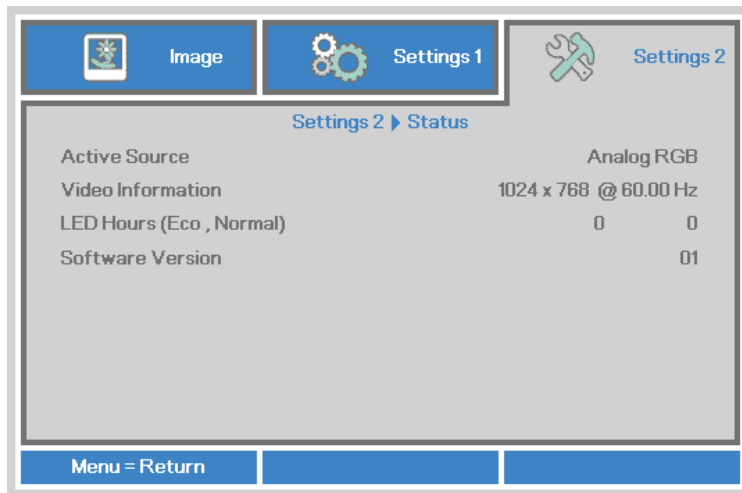 Image
Settings 1
Settings 2
Settings 2 ▶ Status
Active Source Analog RGB
Video Information 1024 x 768 @ 60.00 Hz
LED Hours (Eco , Normal) 0 0
Software Version 01
Menu = Return